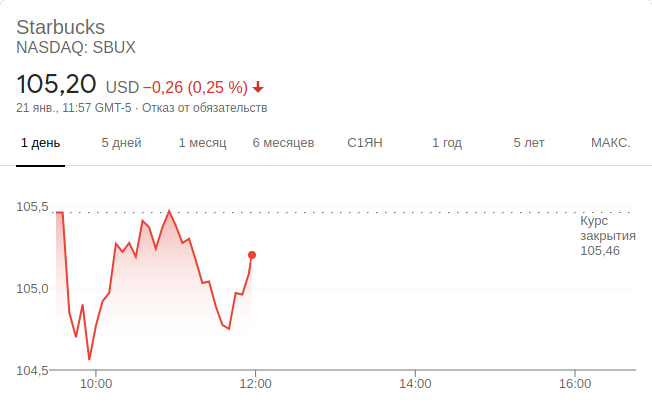 Starbucks
NASDAQ: SBUX
105,20 USD −0,26 (0,25 %)
21 янв., 11:57 GMT-5 · Отказ от обязательств
1 день 5 дней 1 месяц 6 месяцев С1ЯН 1 год 5 лет МАКС.
105,5
Курс
закрытия
105,46
105,0
104,5
10:00 12:00 14:00 16:00